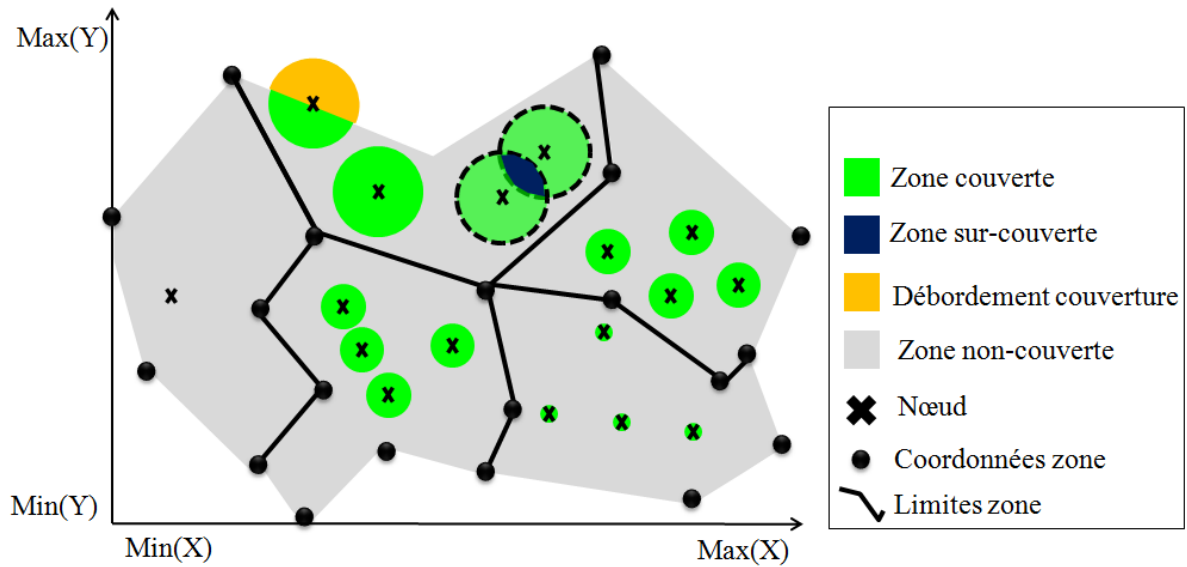 Max(Y)
Min(Y)
Min(X)
Max(X)
Zone couverte
Zone sur-couverte
Débordement couverture
Zone non-couverte
Nœud
Coordonnées zone
Limites zone